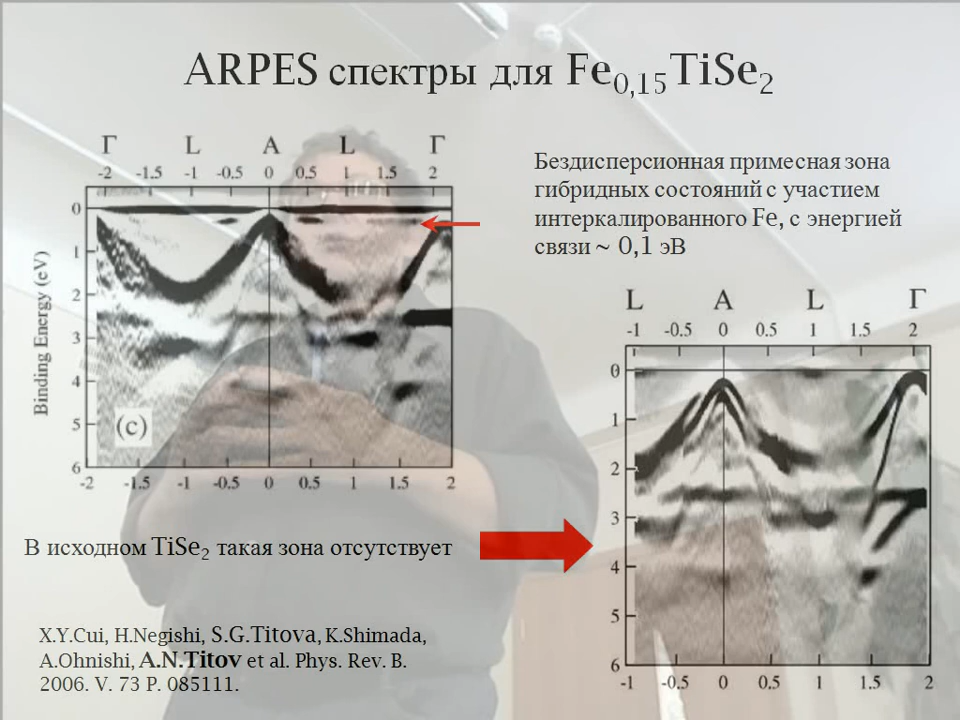 ARPES спектры для Fe0,15TiSe2
Γ L A L Γ
-2 -1.5 -1 -0.5 0 0.5 1 1.5 2
Binding Energy (eV)
0
1
2
3
4
5
6
(c)
-2 -1.5 -1 -0.5 0 0.5 1 1.5 2
Бездисперсионная примесная зона
гибридных состояний с участием
интеркалированного Fe, с энергией
связи ~ 0,1 эВ
L A L Γ
-1 -0.5 0 0.5 1 1.5 2
0
1
2
3
4
5
6
-1 -0.5 0 0.5 1 1.5 2
В исходном TiSe2 такая зона отсутствует
X.Y.Cui, H.Negishi, S.G.Titova, K.Shimada,
A.Ohnishi, A.N.Titov et al. Phys. Rev. B.
2006. V. 73 P. 085111.